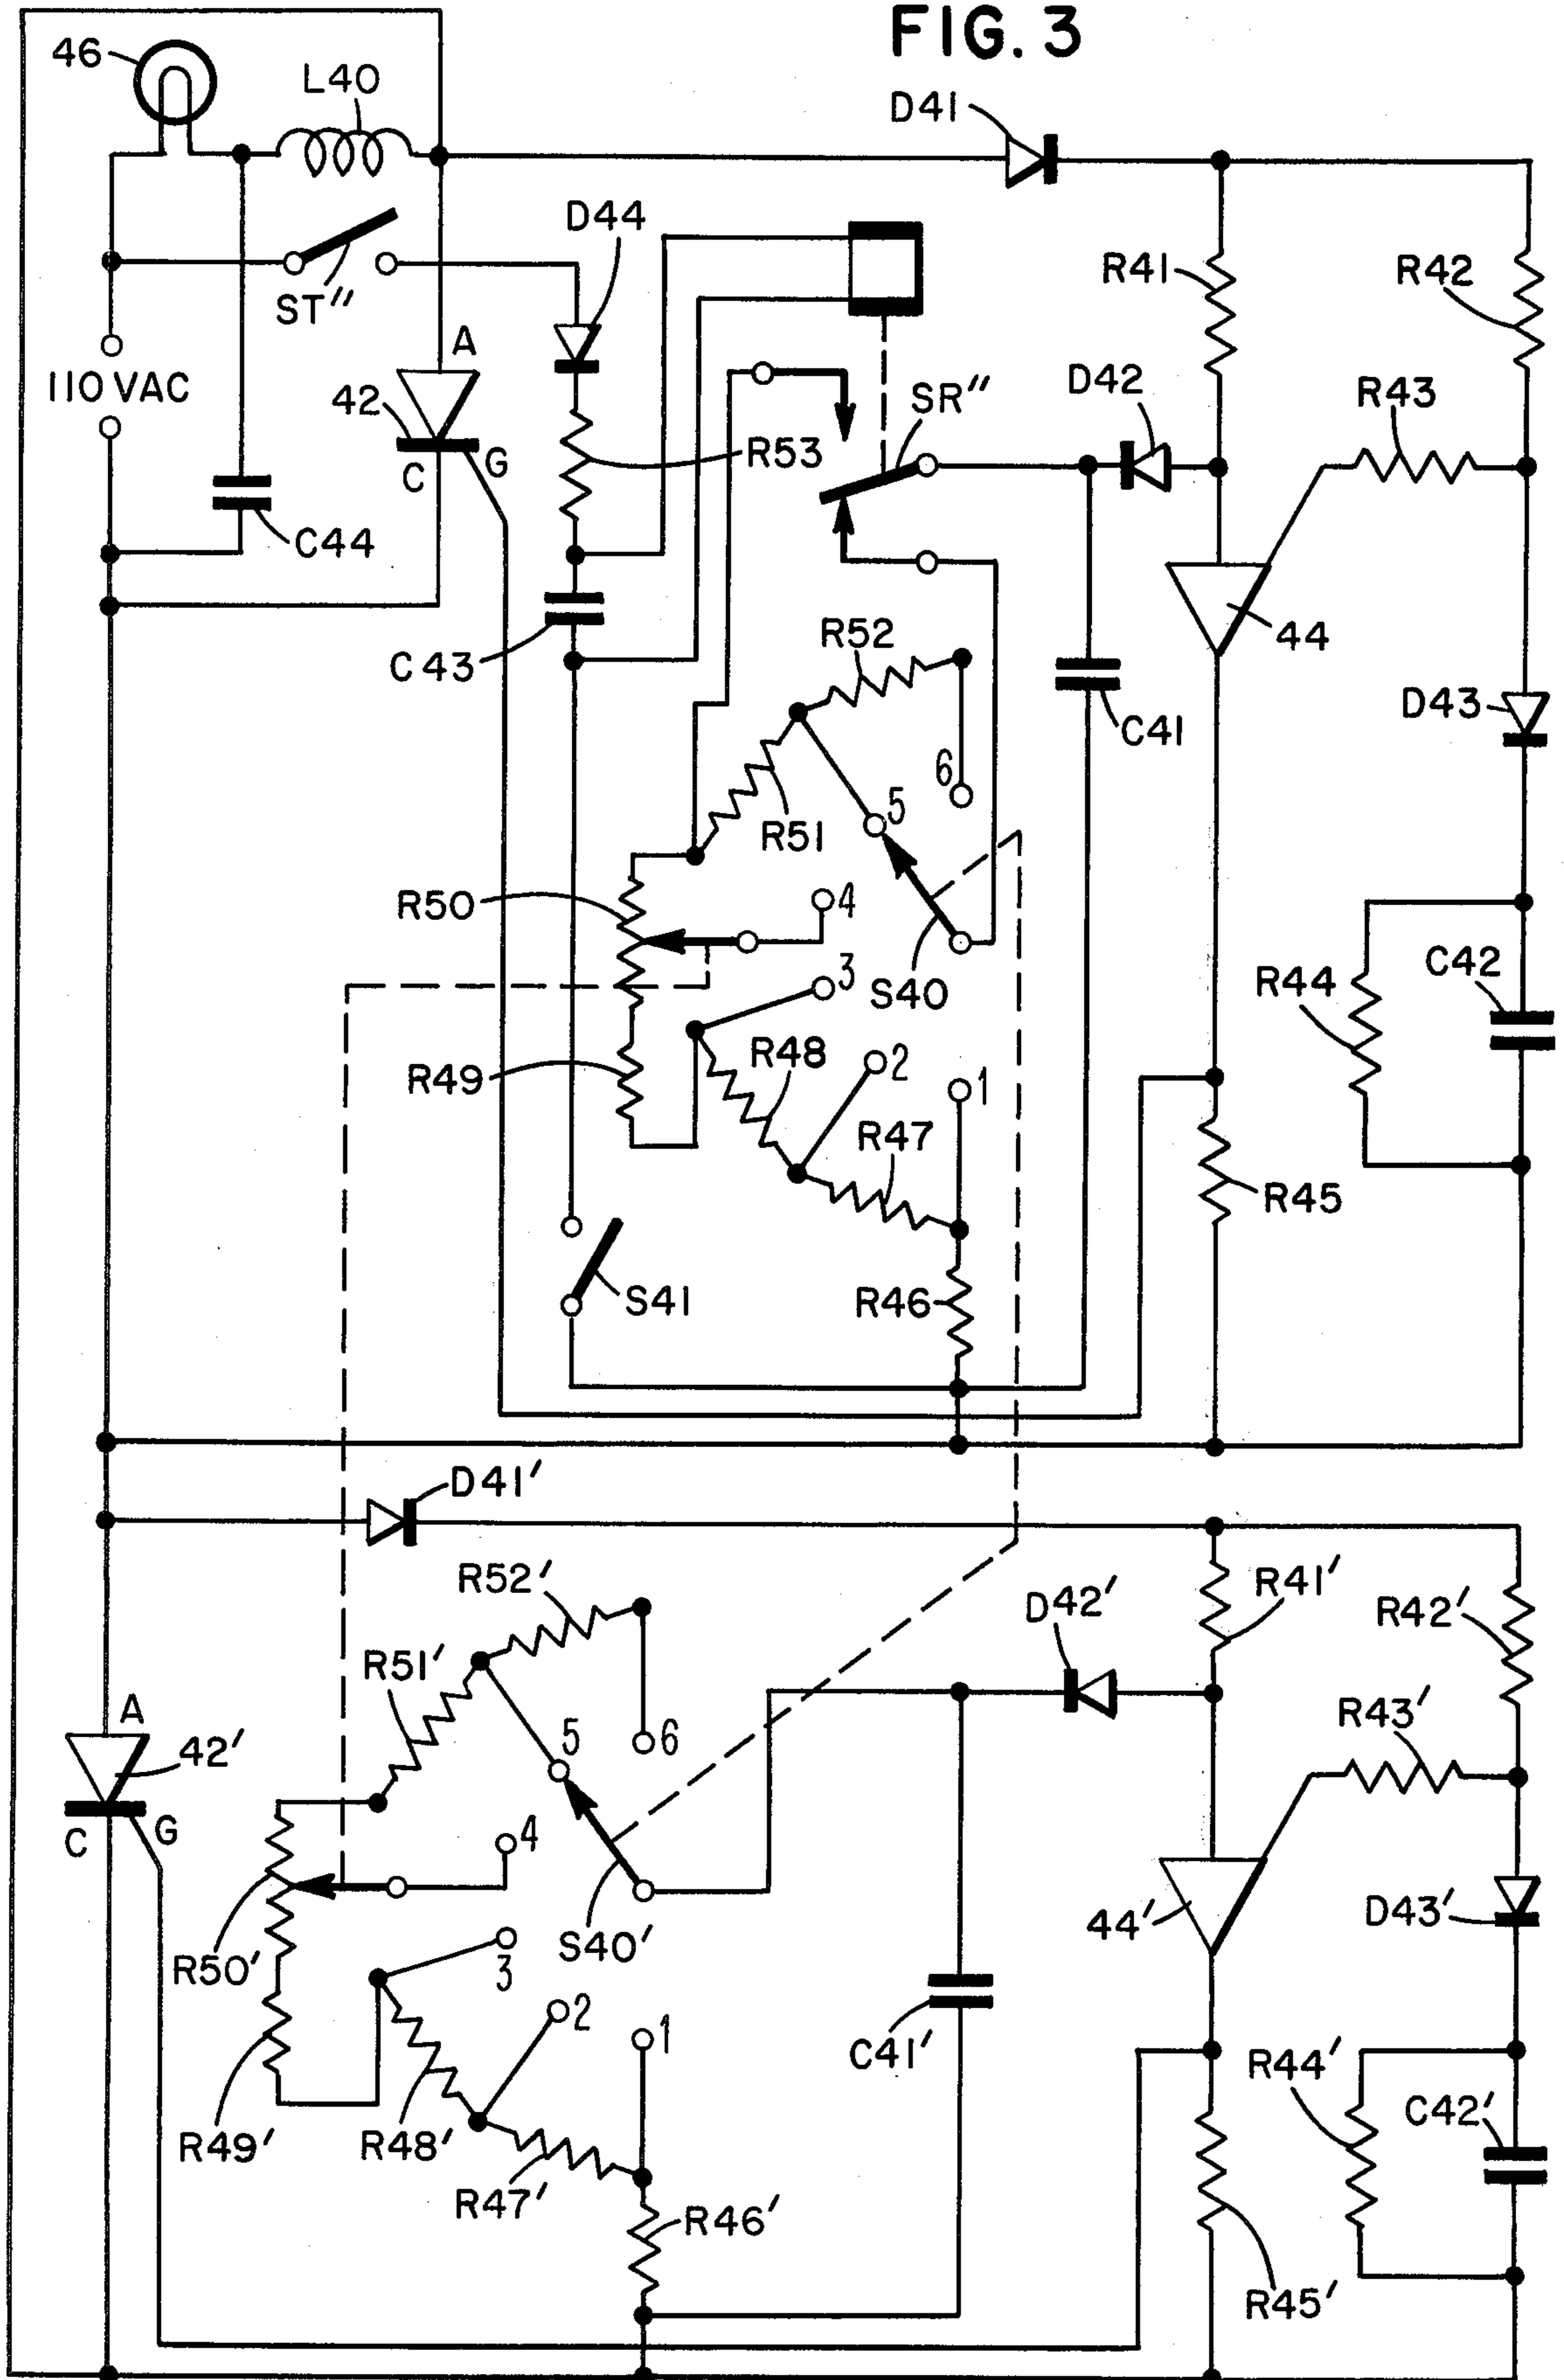 FIG. 3
46
L40
D41
D44
ST″
R41
R42
110 VAC
A
42
C
G
D42
R43
SR″
R53
C44
44
C43
R52
D43
C41
6
5
R51
R50
4
3
S40
R44
C42
R49
R48
2
1
R47
R45
S41
R46
D41′
R52′
R41′
D42′
R42′
R51′
R43′
A
42′
5
6
C
G
4
44′
D43′
S40′
R50′
3
2
1
C41′
R44′
C42′
R49′
R48′
R47′
R46′
R45′